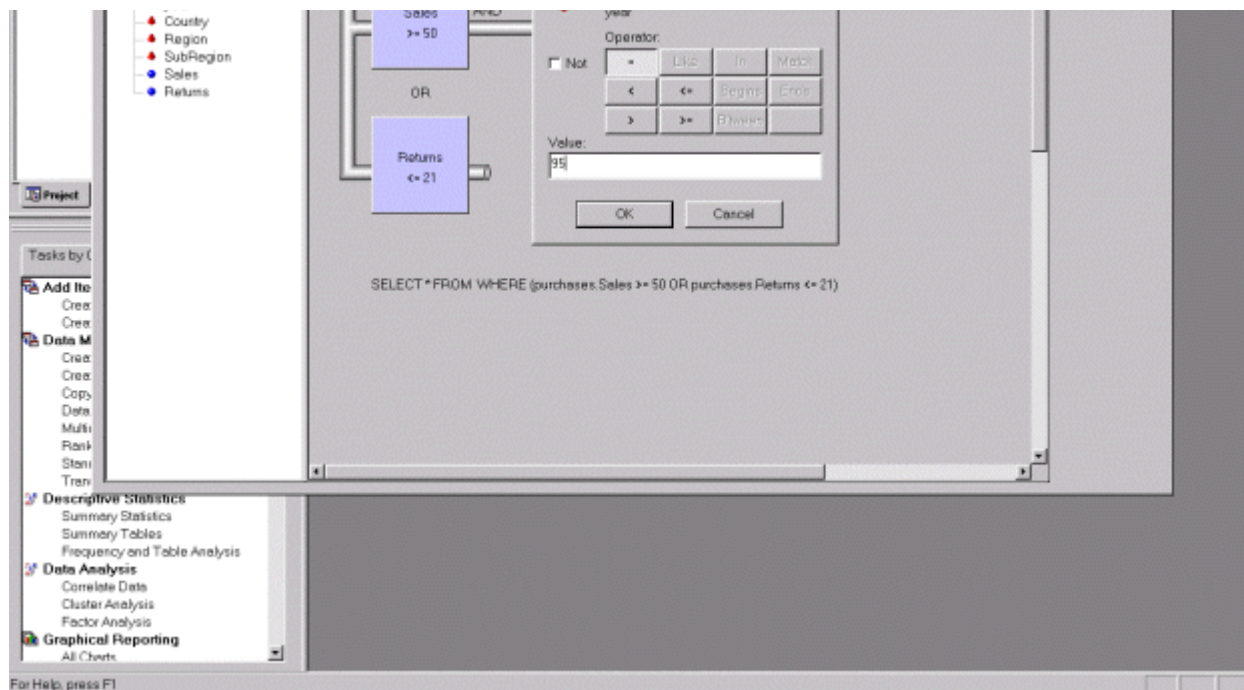 Country
Region
SubRegion
Sales
Returns
Sales
>= 50
AND
OR
Returns
<= 21
year
Operator:
Not
= Like In Match
< <= Begins Ends
> >= B'tween
Value:
95
OK Cancel
Project
SELECT * FROM WHERE (purchases.Sales >= 50 OR purchases.Returns <= 21)
Tasks by C
Add Ite
Crea
Crea
Data M
Crea
Crea
Copy
Data
Multi
Rank
Stan
Tran
Descriptive Statistics
Summary Statistics
Summary Tables
Frequency and Table Analysis
Data Analysis
Correlate Data
Cluster Analysis
Factor Analysis
Graphical Reporting
All Charts
For Help, press F1